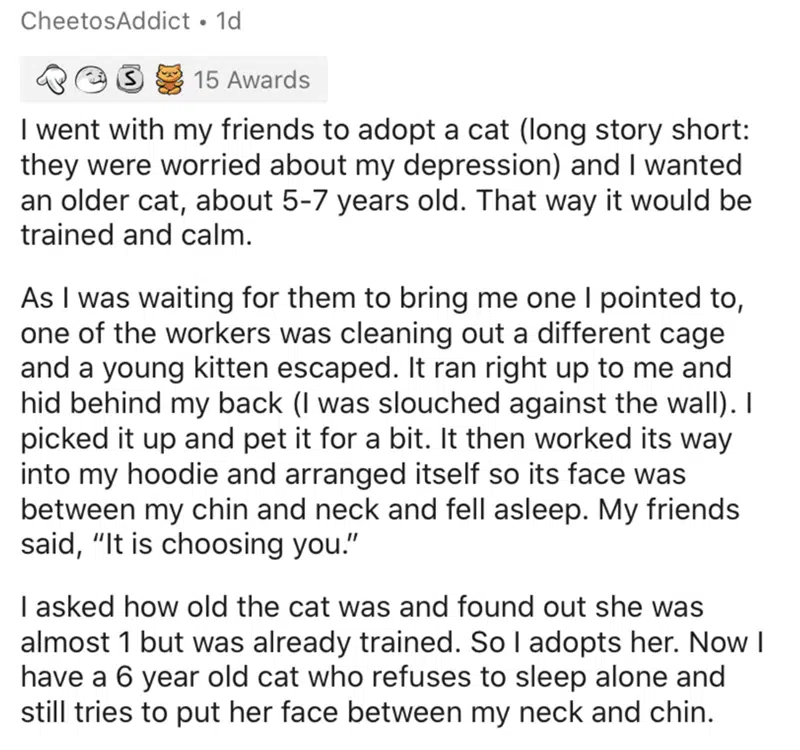 CheetosAddict • 1d
S 15 Awards
I went with my friends to adopt a cat (long story short:
they were worried about my depression) and I wanted
an older cat, about 5-7 years old. That way it would be
trained and calm.
As I was waiting for them to bring me one I pointed to,
one of the workers was cleaning out a different cage
and a young kitten escaped. It ran right up to me and
hid behind my back (I was slouched against the wall). I
picked it up and pet it for a bit. It then worked its way
into my hoodie and arranged itself so its face was
between my chin and neck and fell asleep. My friends
said, “It is choosing you.”
I asked how old the cat was and found out she was
almost 1 but was already trained. So I adopts her. Now I
have a 6 year old cat who refuses to sleep alone and
still tries to put her face between my neck and chin.